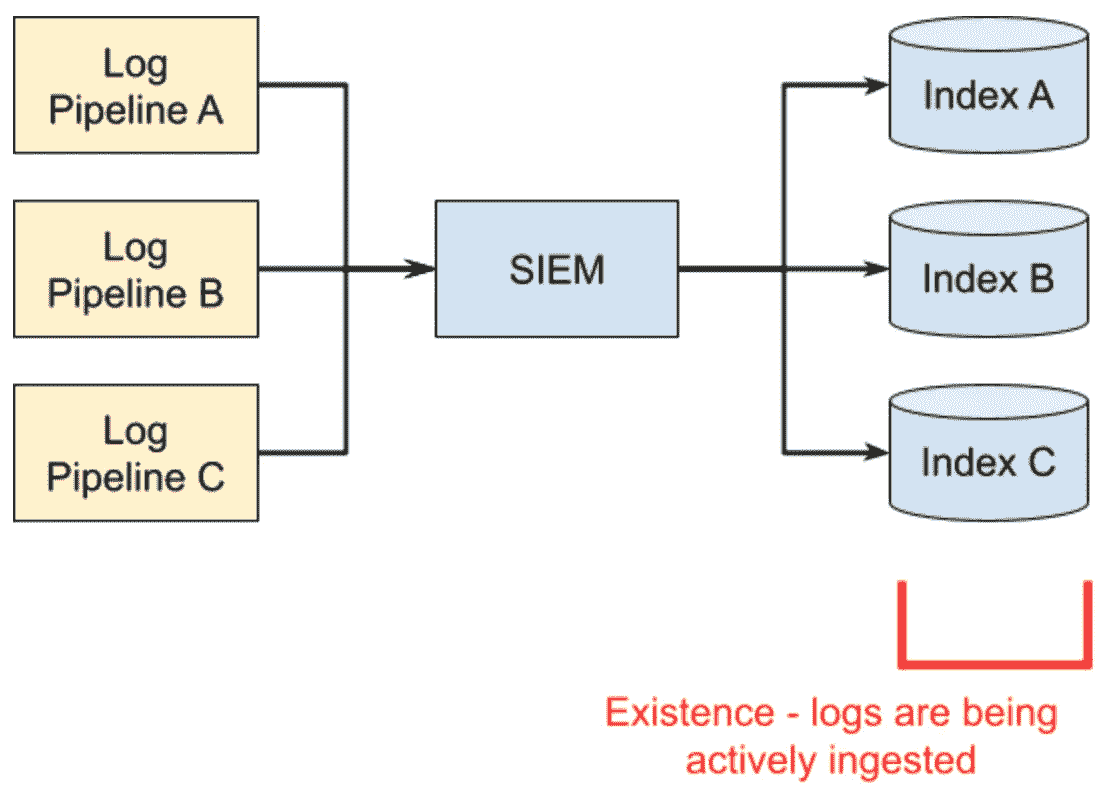 Log
Pipeline A
Index A
Log
Pipeline B
SIEM
Index B
Log
Pipeline C
Index C
Existence - logs are being
actively ingested